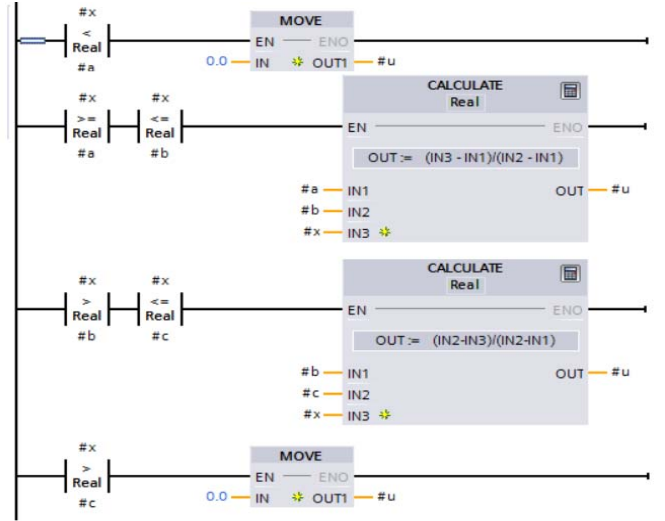 #x
<
Real
#a
MOVE
EN ENO
0.0 IN OUT1 #u
#x #x
>= <=
Real Real
#a #b
CALCULATE
Real
EN ENO
OUT := (IN3 - IN1)/(IN2 - IN1)
#a IN1 OUT #u
#b IN2
#x IN3
#x #x
> <=
Real Real
#b #c
CALCULATE
Real
EN ENO
OUT := (IN2-IN3)/(IN2-IN1)
#b IN1 OUT #u
#c IN2
#x IN3
#x
>
Real
#c
MOVE
EN ENO
0.0 IN OUT1 #u